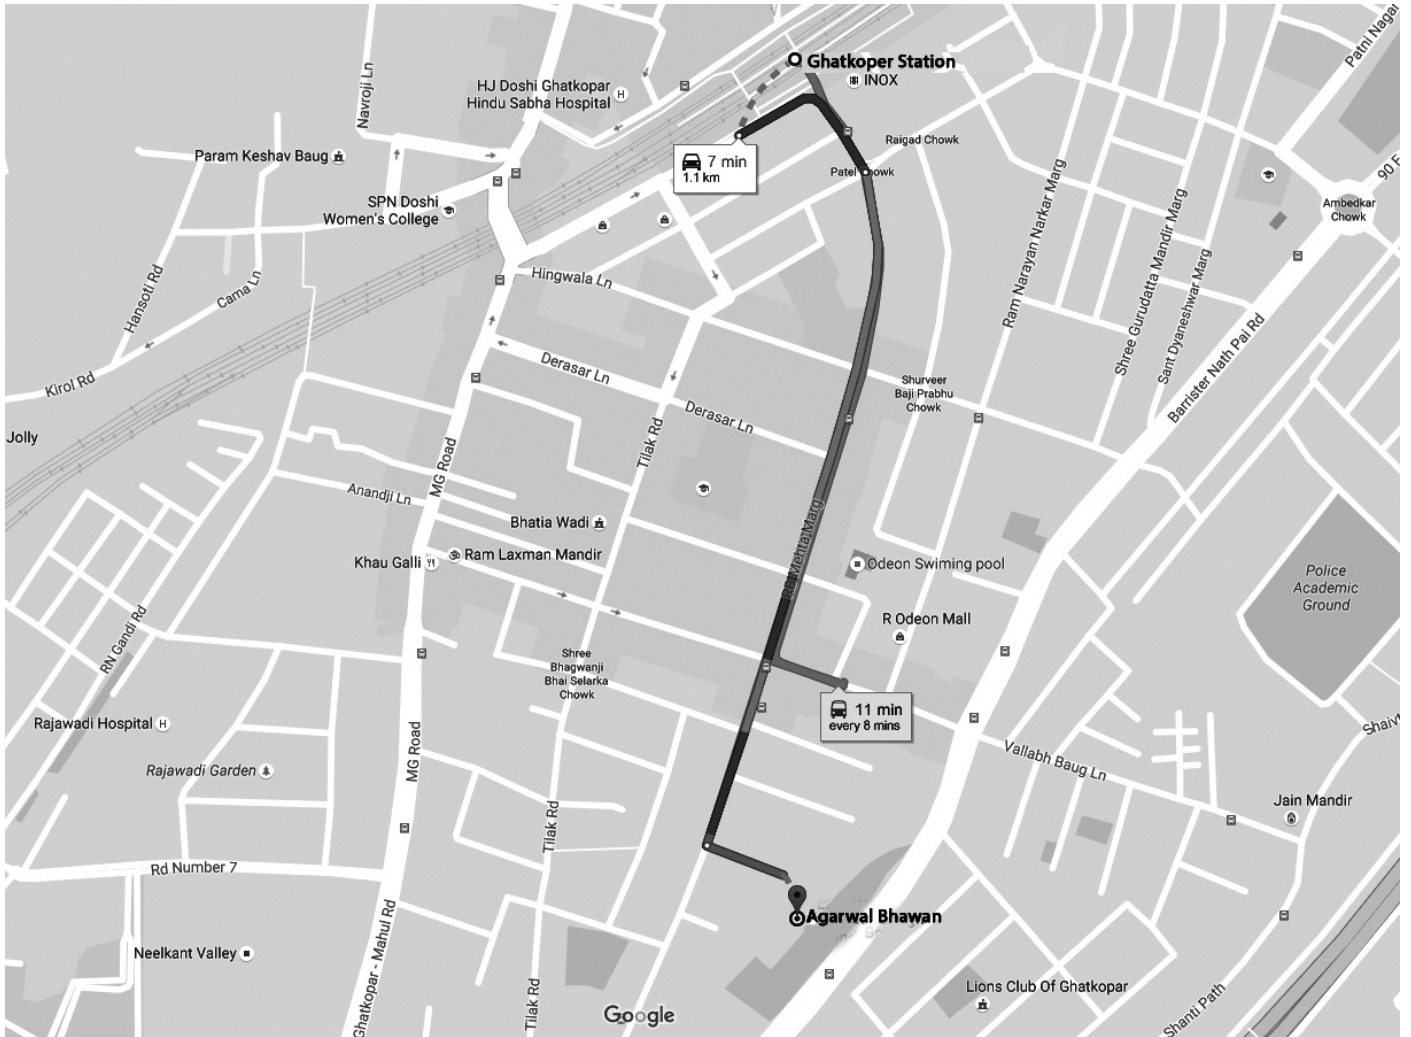 Patni Nagar
Navroji Ln
Ghatkoper Station
INOX
HJ Doshi Ghatkopar
Hindu Sabha Hospital
H
Raigad Chowk
Param Keshav Baug
7 min
1.1 km
Patel Chowk
90 F
SPN Doshi
Women's College
Ambedkar
Chowk
Ram Narayan Narkar Marg
Shree Gurudatta Mandir Marg
Sant Dyaneshwar Marg
Hansoti Rd
Cama Ln
Hingwala Ln
Barrister Nath Pai Rd
Kirol Rd
Derasar Ln
Shurveer
Baji Prabhu
Chowk
Derasar Ln
Jolly
Tilak Rd
MG Road
Anandji Ln
Bhatia Wadi
Mehta Marg
Khau Galli
Ram Laxman Mandir
Odeon Swiming pool
Police
Academic
Ground
RN Gandi Rd
R Odeon Mall
Shree
Bhagwanji
Bhai Selarka
Chowk
11 min
every 8 mins
Rajawadi Hospital
H
MG Road
Rajawadi Garden
Vallabh Baug Ln
Jain Mandir
Tilak Rd
Rd Number 7
Agarwal Bhawan
Ghatkopar - Mahul Rd
Neelkant Valley
Tilak Rd
Lions Club Of Ghatkopar
Shanti Path
Google